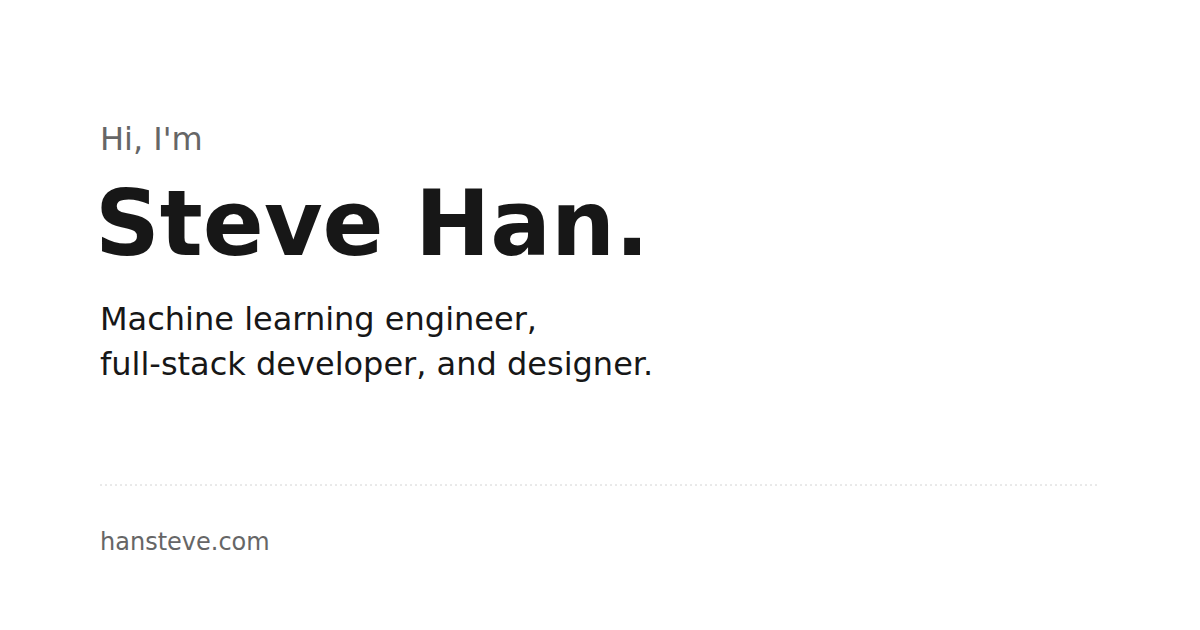 Hi, I'm
Steve Han.
Machine learning engineer,
full-stack developer, and designer.
hansteve.com